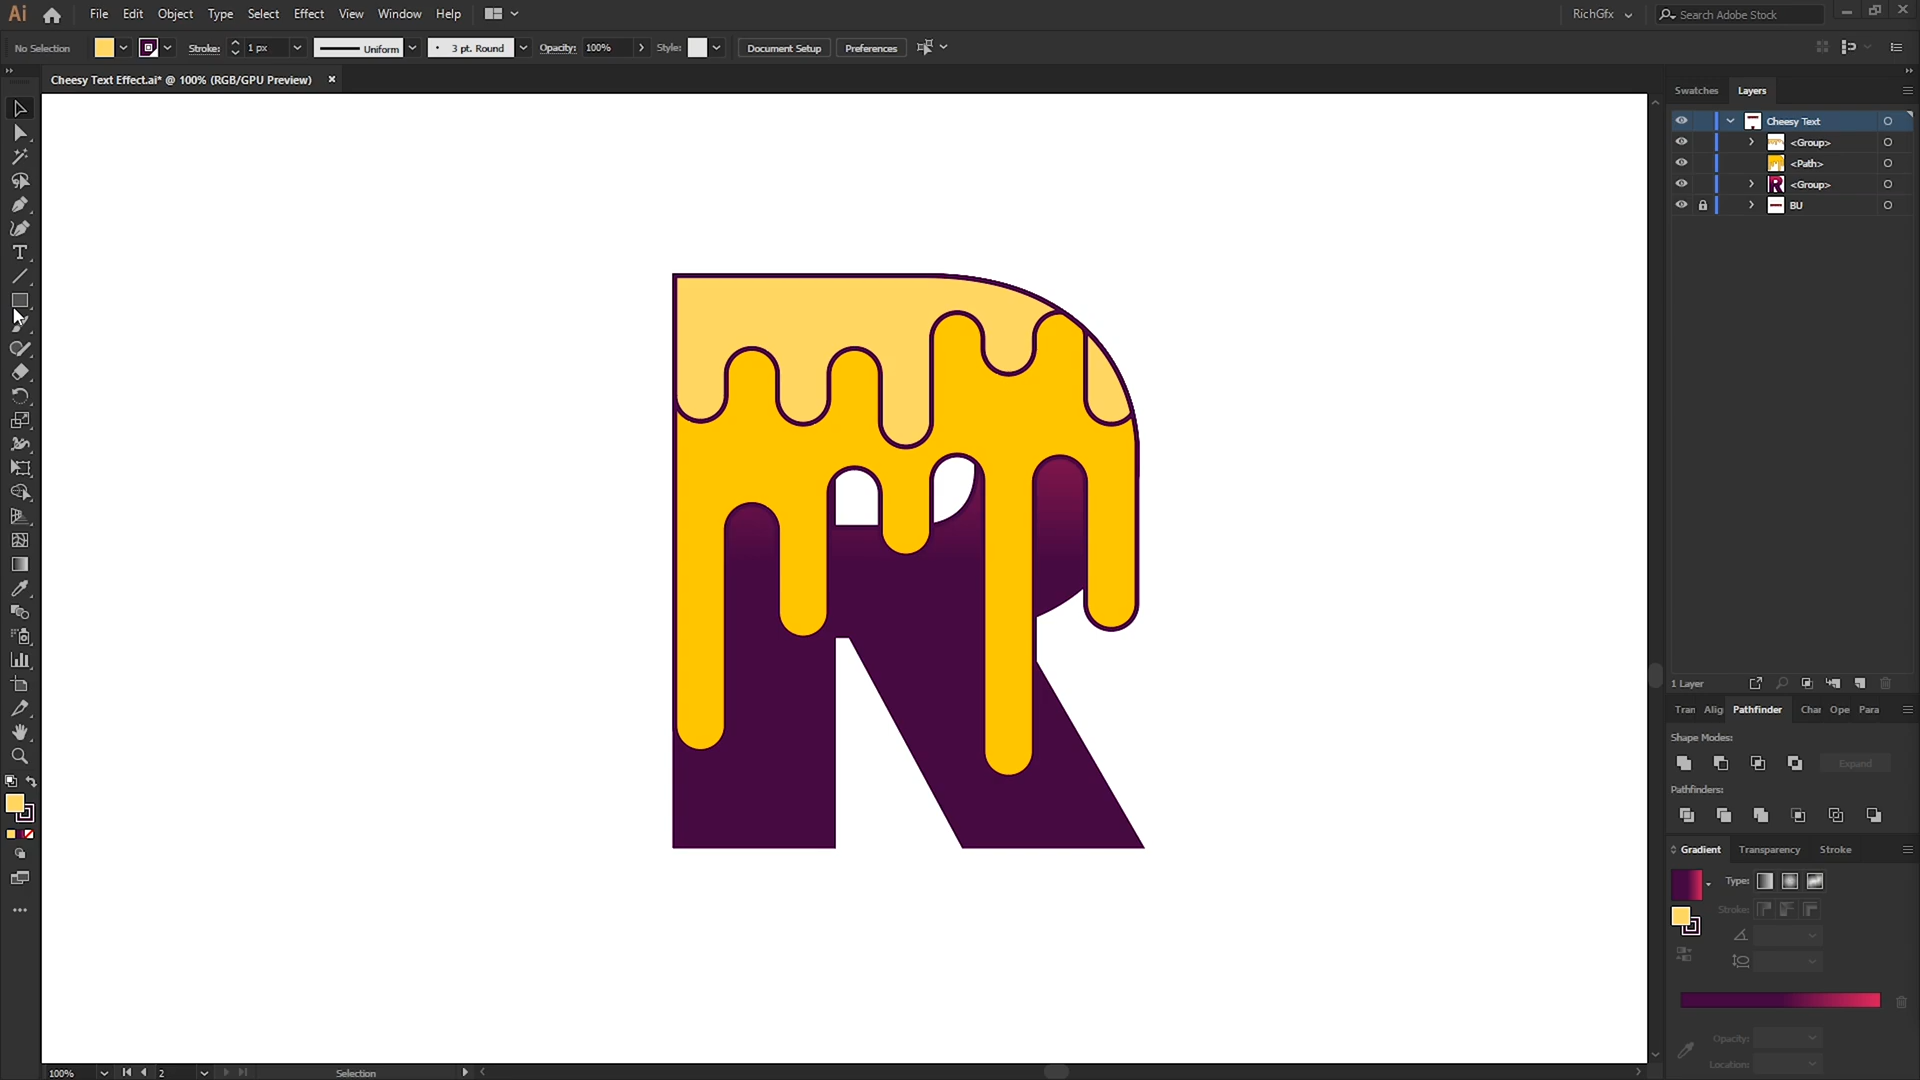 Ai File Edit Object Type Select Effect View Window Help RichGfx Search Adobe Stock
No Selection Stroke: 1 px Uniform 3 pt. Round Opacity: 100% Style: Document Setup Preferences
Cheesy Text Effect.ai* @ 100% (RGB/GPU Preview)
Swatches Layers
Cheesy Text
<Group>
<Path>
<Group>
BU
R
1 Layer
Tran Alig Pathfinder Char Ope Para
Shape Modes:
Expand
Pathfinders:
Gradient Transparency Stroke
Type:
Stroke:
Opacity:
Location:
100% 2 Selection